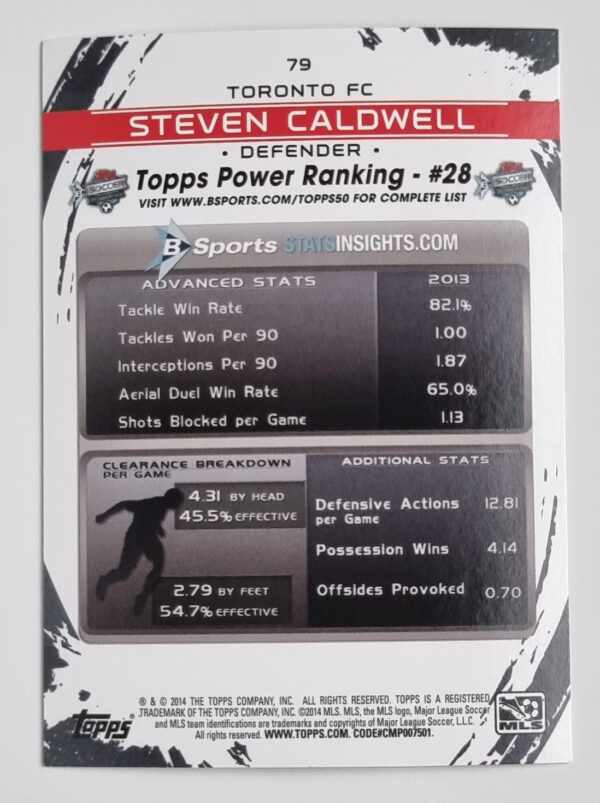 79
TORONTO FC
STEVEN CALDWELL
• DEFENDER •
Topps Power Ranking - #28
VISIT WWW.BSPORTS.COM/TOPPS50 FOR COMPLETE LIST
SOCCER
SOCCER
B Sports STATSINSIGHTS.COM
ADVANCED STATS 2013
Tackle Win Rate 82.1%
Tackles Won Per 90 1.00
Interceptions Per 90 1.87
Aerial Duel Win Rate 65.0%
Shots Blocked per Game 1.13
CLEARANCE BREAKDOWN
PER GAME
4.31 BY HEAD
45.5% EFFECTIVE
2.79 BY FEET
54.7% EFFECTIVE
ADDITIONAL STATS
Defensive Actions 12.81
per Game
Possession Wins 4.14
Offsides Provoked 0.70
® & © 2014 THE TOPPS COMPANY, INC. ALL RIGHTS RESERVED. TOPPS IS A REGISTERED
TRADEMARK OF THE TOPPS COMPANY, INC. ©2014 MLS. MLS, the MLS logo, Major League Soccer
and MLS team identifications are trademarks and copyrights of Major League Soccer, L.L.C.
All rights reserved. WWW.TOPPS.COM. CODE#CMP007501.
topps®
MLS